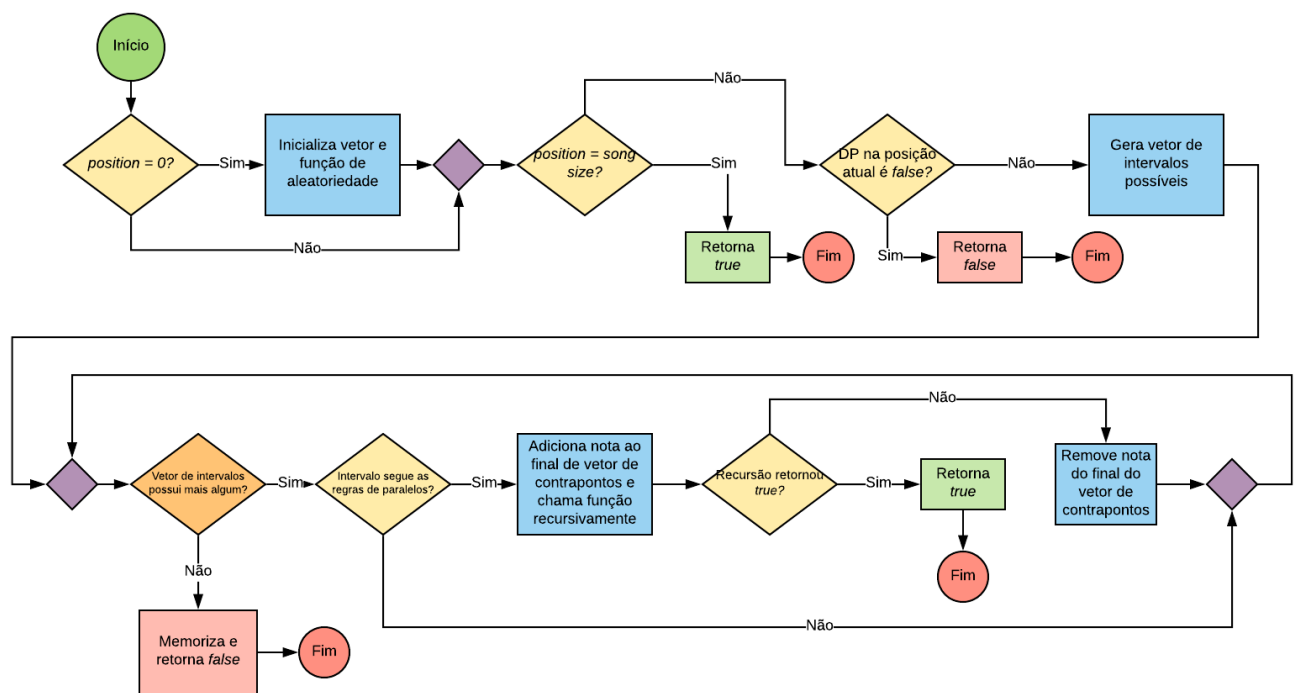 Início
position = 0?
Sim
Inicializa vetor e
função de
aleatoriedade
Não
position = song
size?
Sim
Retorna
true
Fim
Não
DP na posição
atual é false?
Sim
Retorna
false
Fim
Não
Gera vetor de
intervalos
possíveis
Vetor de intervalos
possui mais algum?
Não
Memoriza e
retorna false
Fim
Sim
Intervalo segue as
regras de paralelos?
Não
Sim
Adiciona nota ao
final de vetor de
contrapontos e
chama função
recursivamente
Recursão retornou
true?
Sim
Retorna
true
Fim
Não
Remove nota
do final do
vetor de
contrapontos